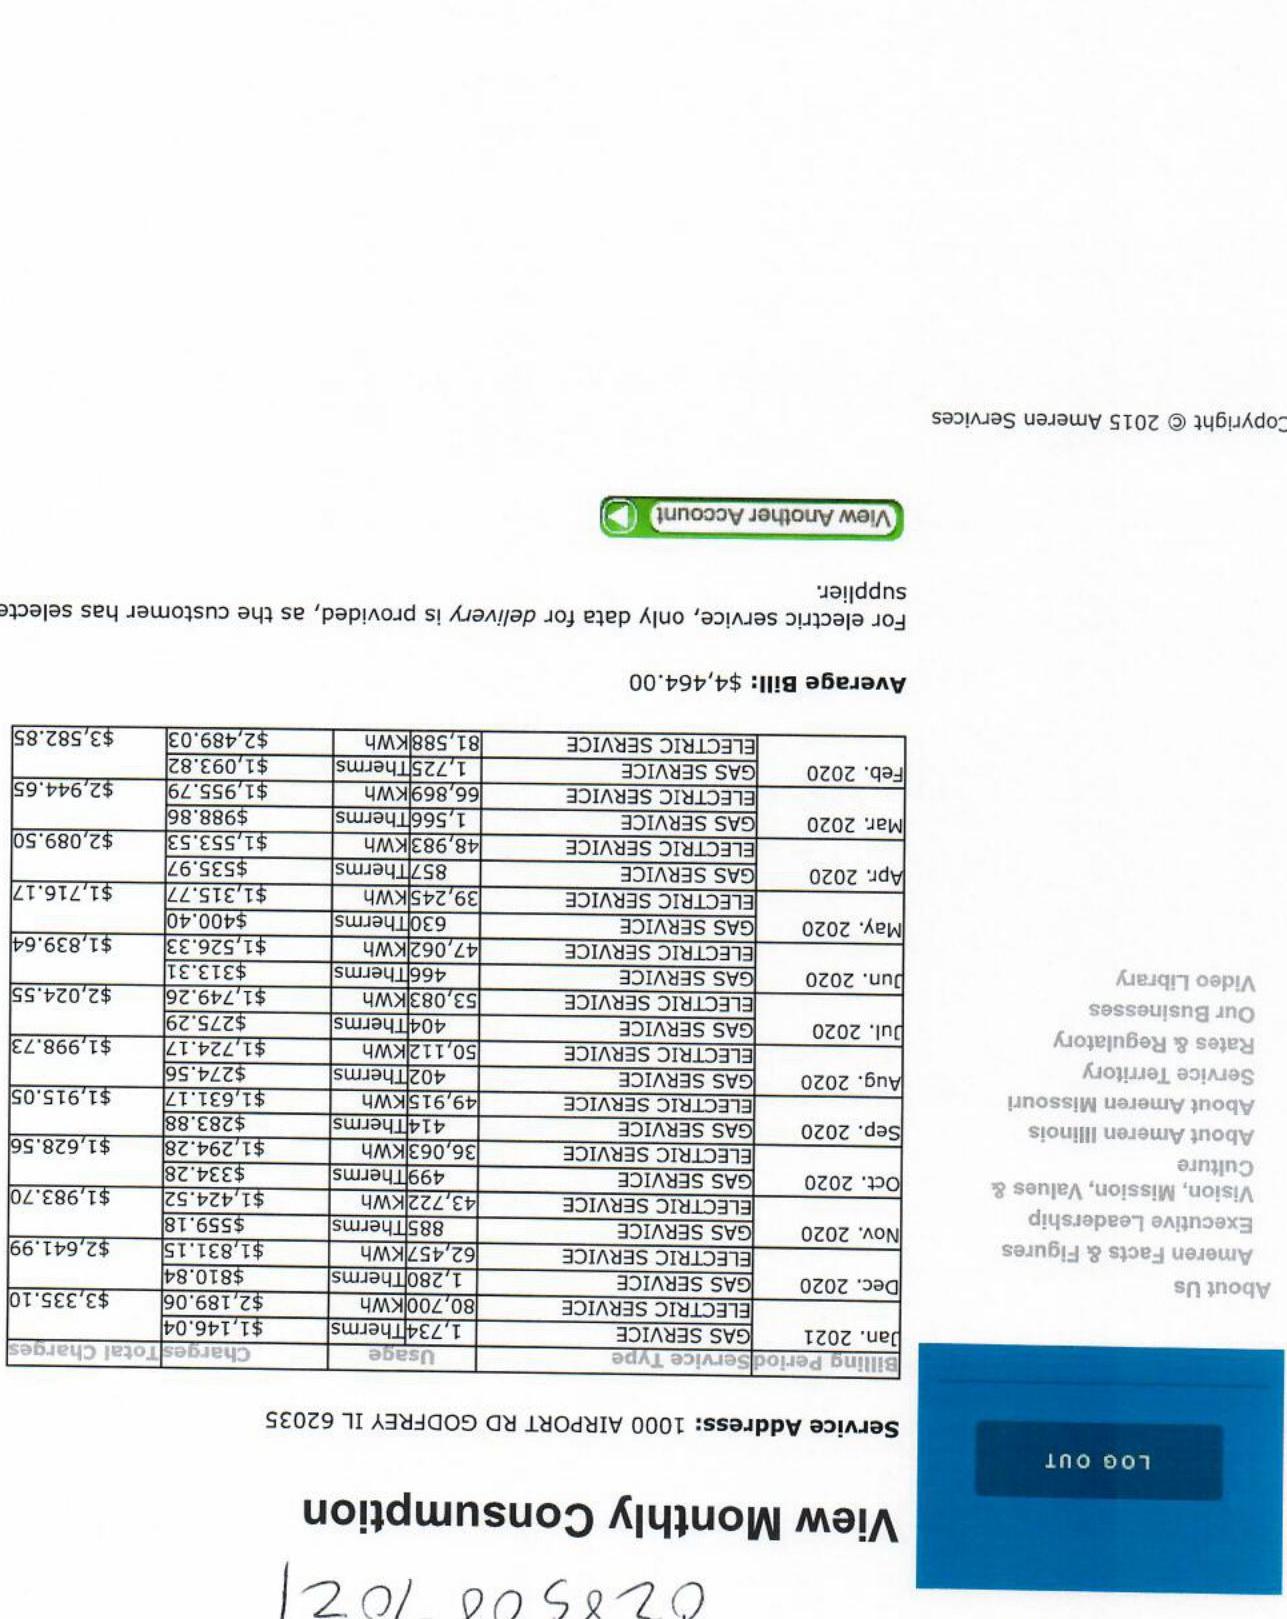 0285007021
LOG OUT
About Us
Ameren Facts & Figures
Executive Leadership
Vision, Mission, Values &
Culture
About Ameren Illinois
About Ameren Missouri
Service Territory
Rates & Regulatory
Our Businesses
Video Library
View Monthly Consumption
Service Address: 1000 AIRPORT RD GODFREY IL 62035
Billing Period Service Type Usage Charges Total Charges
Jan. 2021 GAS SERVICE 1,734 Therms $1,146.04
ELECTRIC SERVICE 80,700 KWh $2,189.06 $3,335.10
Dec. 2020 GAS SERVICE 1,280 Therms $810.84
ELECTRIC SERVICE 62,457 KWh $1,831.15 $2,641.99
Nov. 2020 GAS SERVICE 885 Therms $559.18
ELECTRIC SERVICE 43,722 KWh $1,424.52 $1,983.70
Oct. 2020 GAS SERVICE 499 Therms $334.28
ELECTRIC SERVICE 36,063 KWh $1,294.28 $1,628.56
Sep. 2020 GAS SERVICE 414 Therms $283.88
ELECTRIC SERVICE 49,915 KWh $1,631.17 $1,915.05
Aug. 2020 GAS SERVICE 402 Therms $274.56
ELECTRIC SERVICE 50,112 KWh $1,724.17 $1,998.73
Jul. 2020 GAS SERVICE 404 Therms $275.29
ELECTRIC SERVICE 53,083 KWh $1,749.26 $2,024.55
Jun. 2020 GAS SERVICE 466 Therms $313.31
ELECTRIC SERVICE 47,062 KWh $1,526.33 $1,839.64
May. 2020 GAS SERVICE 630 Therms $400.40
ELECTRIC SERVICE 39,245 KWh $1,315.77 $1,716.17
Apr. 2020 GAS SERVICE 857 Therms $535.97
ELECTRIC SERVICE 48,983 KWh $1,553.53 $2,089.50
Mar. 2020 GAS SERVICE 1,566 Therms $988.86
ELECTRIC SERVICE 66,869 KWh $1,955.79 $2,944.65
Feb. 2020 GAS SERVICE 1,725 Therms $1,093.82
ELECTRIC SERVICE 81,588 KWh $2,489.03 $3,582.85
Average Bill: $4,464.00
For electric service, only data for delivery is provided, as the customer has selecte
supplier.
View Another Account
Copyright © 2015 Ameren Services